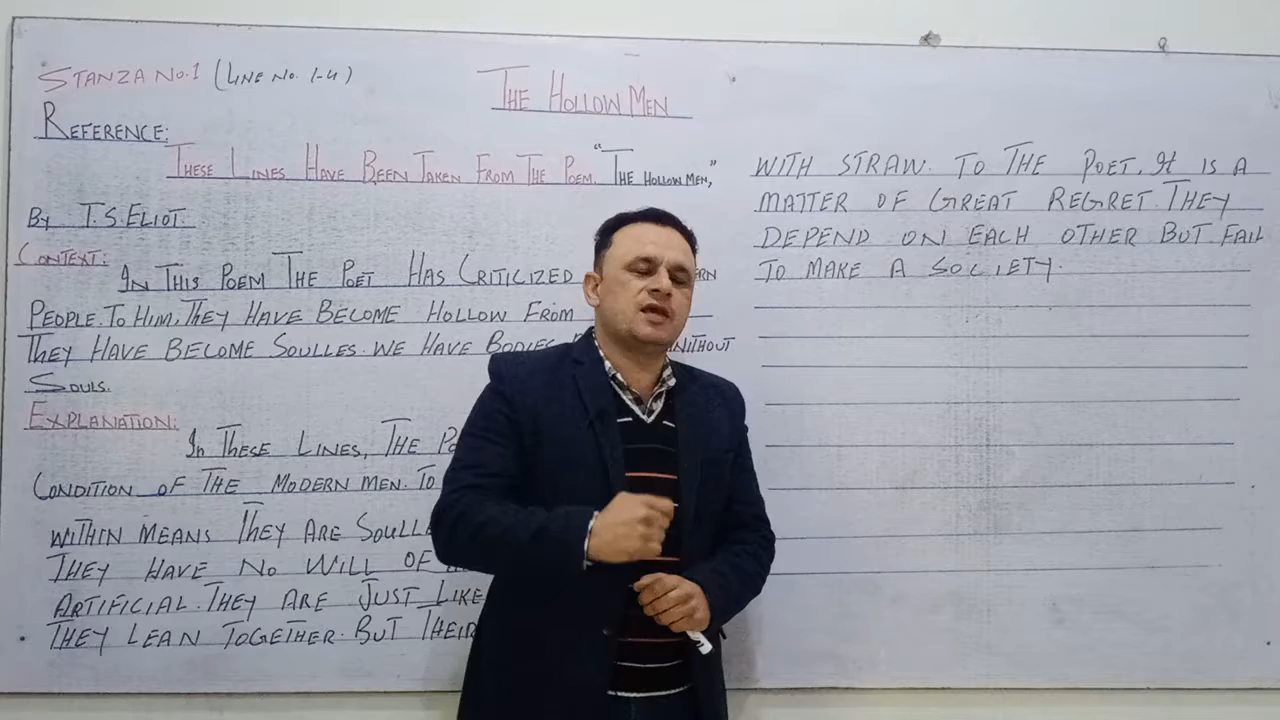 STANZA NO.1 (LINE NO. 1-4)
THE HOLLOW MEN
REFERENCE:
THESE LINES HAVE BEEN TAKEN FROM THE POEM. "THE HOLLOW MEN,"
BY T.S.ELIOT.
CONTEXT:
IN THIS POEM THE POET HAS CRITICIZED
PEOPLE. TO HIM, THEY HAVE BECOME HOLLOW FROM
THEY HAVE BECOME SOULLES. WE HAVE BODIES WITHOUT
SOULS.
EXPLANATION:
IN THESE LINES, THE
CONDITION OF THE MODERN MEN. TO
WITHIN MEANS THEY ARE
THEY HAVE NO WILL OF
ARTIFICIAL. THEY ARE JUST LIKE
THEY LEAN TOGETHER. BUT THEIR
WITH STRAW. TO THE POET, It IS A
MATTER OF GREAT REGRET. THEY
DEPEND ON EACH OTHER BUT FAIL
TO MAKE A SOCIETY.